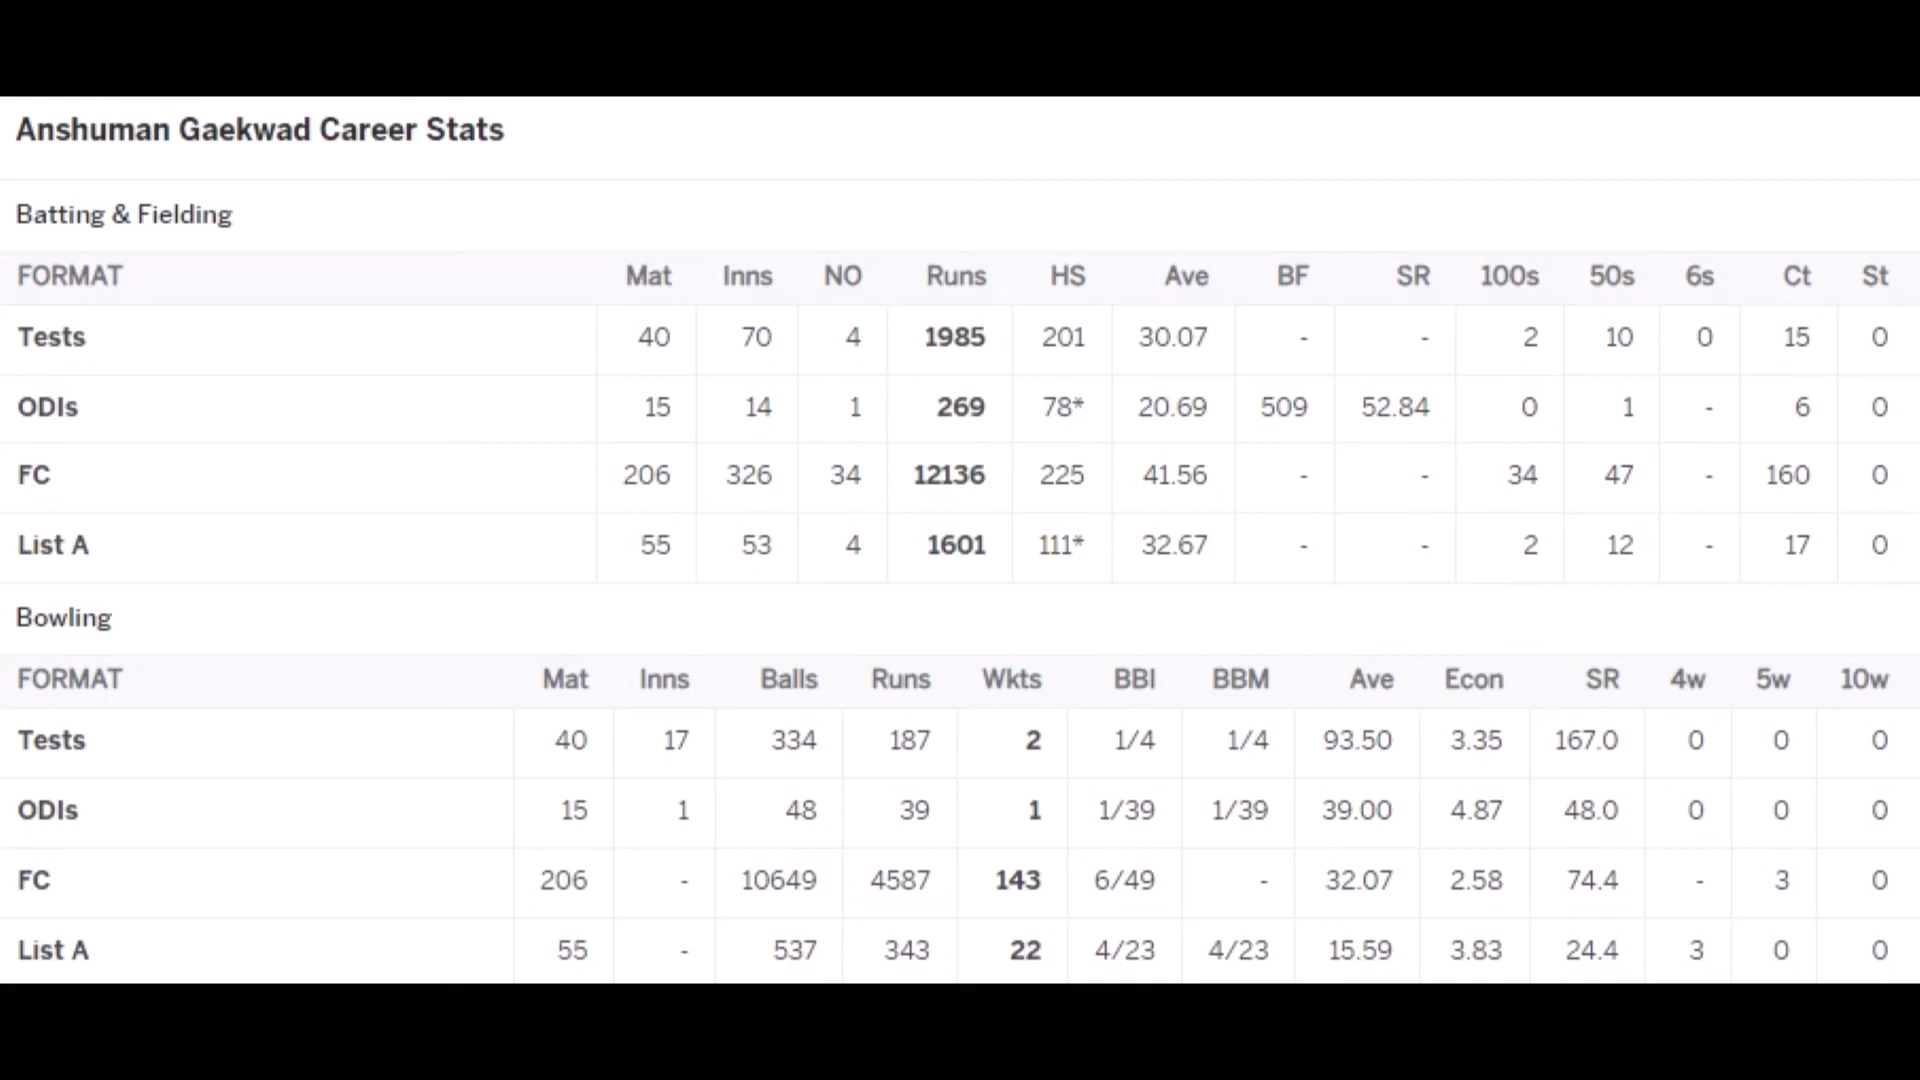 Anshuman Gaekwad Career Stats
Batting & Fielding
FORMAT Mat Inns NO Runs HS Ave BF SR 100s 50s 6s Ct St
Tests 40 70 4 1985 201 30.07 - - 2 10 0 15 0
ODIs 15 14 1 269 78* 20.69 509 52.84 0 1 - 6 0
FC 206 326 34 12136 225 41.56 - - 34 47 - 160 0
List A 55 53 4 1601 111* 32.67 - - 2 12 - 17 0
Bowling
FORMAT Mat Inns Balls Runs Wkts BBI BBM Ave Econ SR 4w 5w 10w
Tests 40 17 334 187 2 1/4 1/4 93.50 3.35 167.0 0 0 0
ODIs 15 1 48 39 1 1/39 1/39 39.00 4.87 48.0 0 0 0
FC 206 - 10649 4587 143 6/49 - 32.07 2.58 74.4 - 3 0
List A 55 - 537 343 22 4/23 4/23 15.59 3.83 24.4 3 0 0